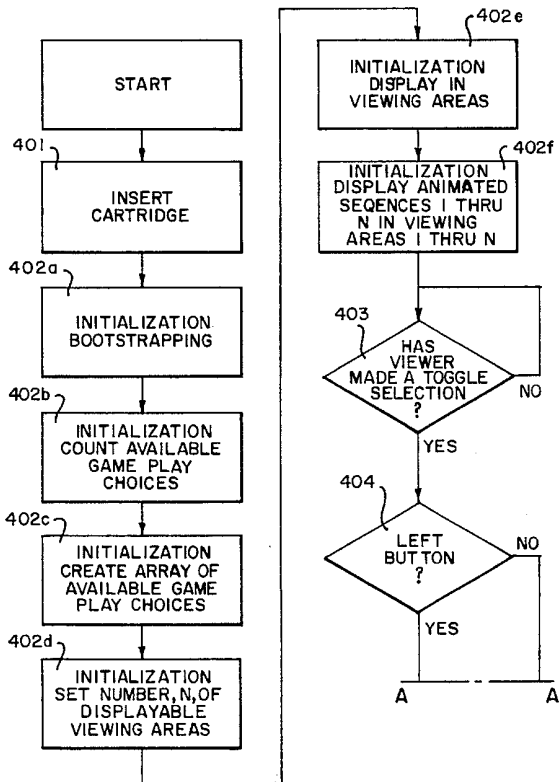 START
401
INSERT
CARTRIDGE
402a
INITIALIZATION
BOOTSTRAPPING
402b
INITIALIZATION
COUNT AVAILABLE
GAME PLAY
CHOICES
402c
INITIALIZATION
CREATE ARRAY OF
AVAILABLE GAME
PLAY CHOICES
402d
INITIALIZATION
SET NUMBER, N, OF
DISPLAYABLE
VIEWING AREAS
402e
INITIALIZATION
DISPLAY IN
VIEWING AREAS
402f
INITIALIZATION
DISPLAY ANIMATED
SEQENCES I THRU
N IN VIEWING
AREAS I THRU N
403
HAS
VIEWER
MADE A TOGGLE
SELECTION
?
NO
YES
404
LEFT
BUTTON
?
NO
YES
A
A